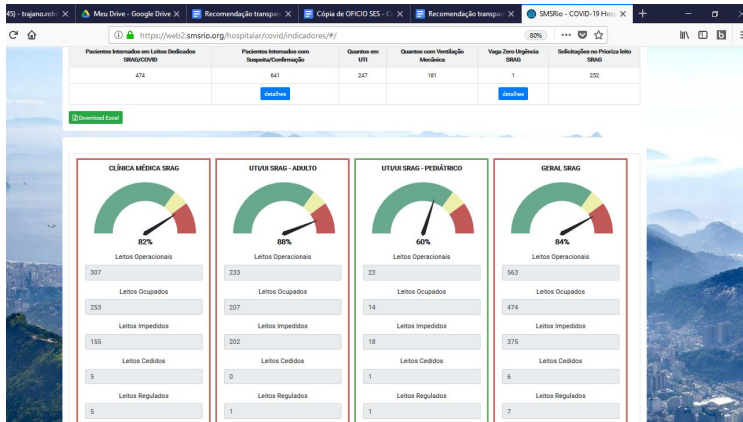 45) - trajano.rob
Meu Drive - Google Drive
Recomendação transpar
Cópia de OFICIO SES - C
Recomendação transpar
SMSRio - COVID-19 Hosp
https://web2.smsrio.org/hospitalar/covid/indicadores/#/
80%
Pacientes Internados em Leitos Dedicados SRAG/COVID
Pacientes Internados com Suspeita/Confirmação
Quantos em UTI
Quantos com Ventilação Mecânica
Vaga Zero Urgência SRAG
Solicitações no Prioriza leito SRAG
474 641 247 181 1 252
detalhes detalhes
Download Excel
CLÍNICA MÉDICA SRAG
82%
Leitos Operacionais
307
Leitos Ocupados
253
Leitos Impedidos
155
Leitos Cedidos
5
Leitos Regulados
5
UTI/UI SRAG - ADULTO
88%
Leitos Operacionais
233
Leitos Ocupados
207
Leitos Impedidos
202
Leitos Cedidos
0
Leitos Regulados
1
UTI/UI SRAG - PEDIÁTRICO
60%
Leitos Operacionais
23
Leitos Ocupados
14
Leitos Impedidos
18
Leitos Cedidos
1
Leitos Regulados
1
GERAL SRAG
84%
Leitos Operacionais
563
Leitos Ocupados
474
Leitos Impedidos
375
Leitos Cedidos
6
Leitos Regulados
7